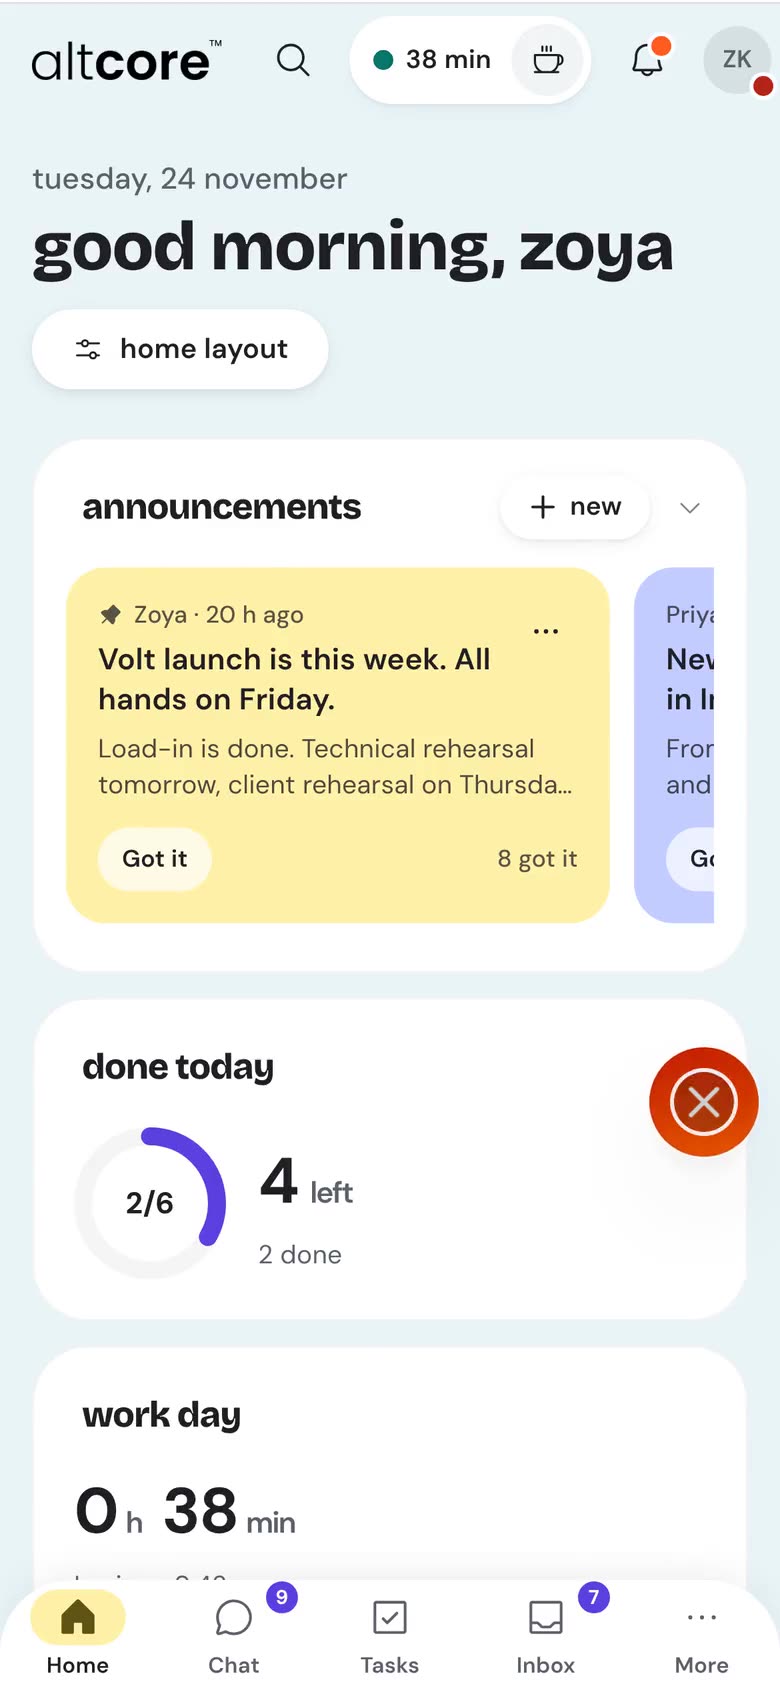 altcore™
38 min
ZK
tuesday, 24 november
good morning, zoya
home layout
announcements
+ new
Zoya · 20 h ago
Volt launch is this week. All
hands on Friday.
Load-in is done. Technical rehearsal
tomorrow, client rehearsal on Thursda...
Got it
8 got it
in
and
done today
2/6
4 left
2 done
work day
0 h 38 min
9
7
Home
Chat
Tasks
Inbox
More